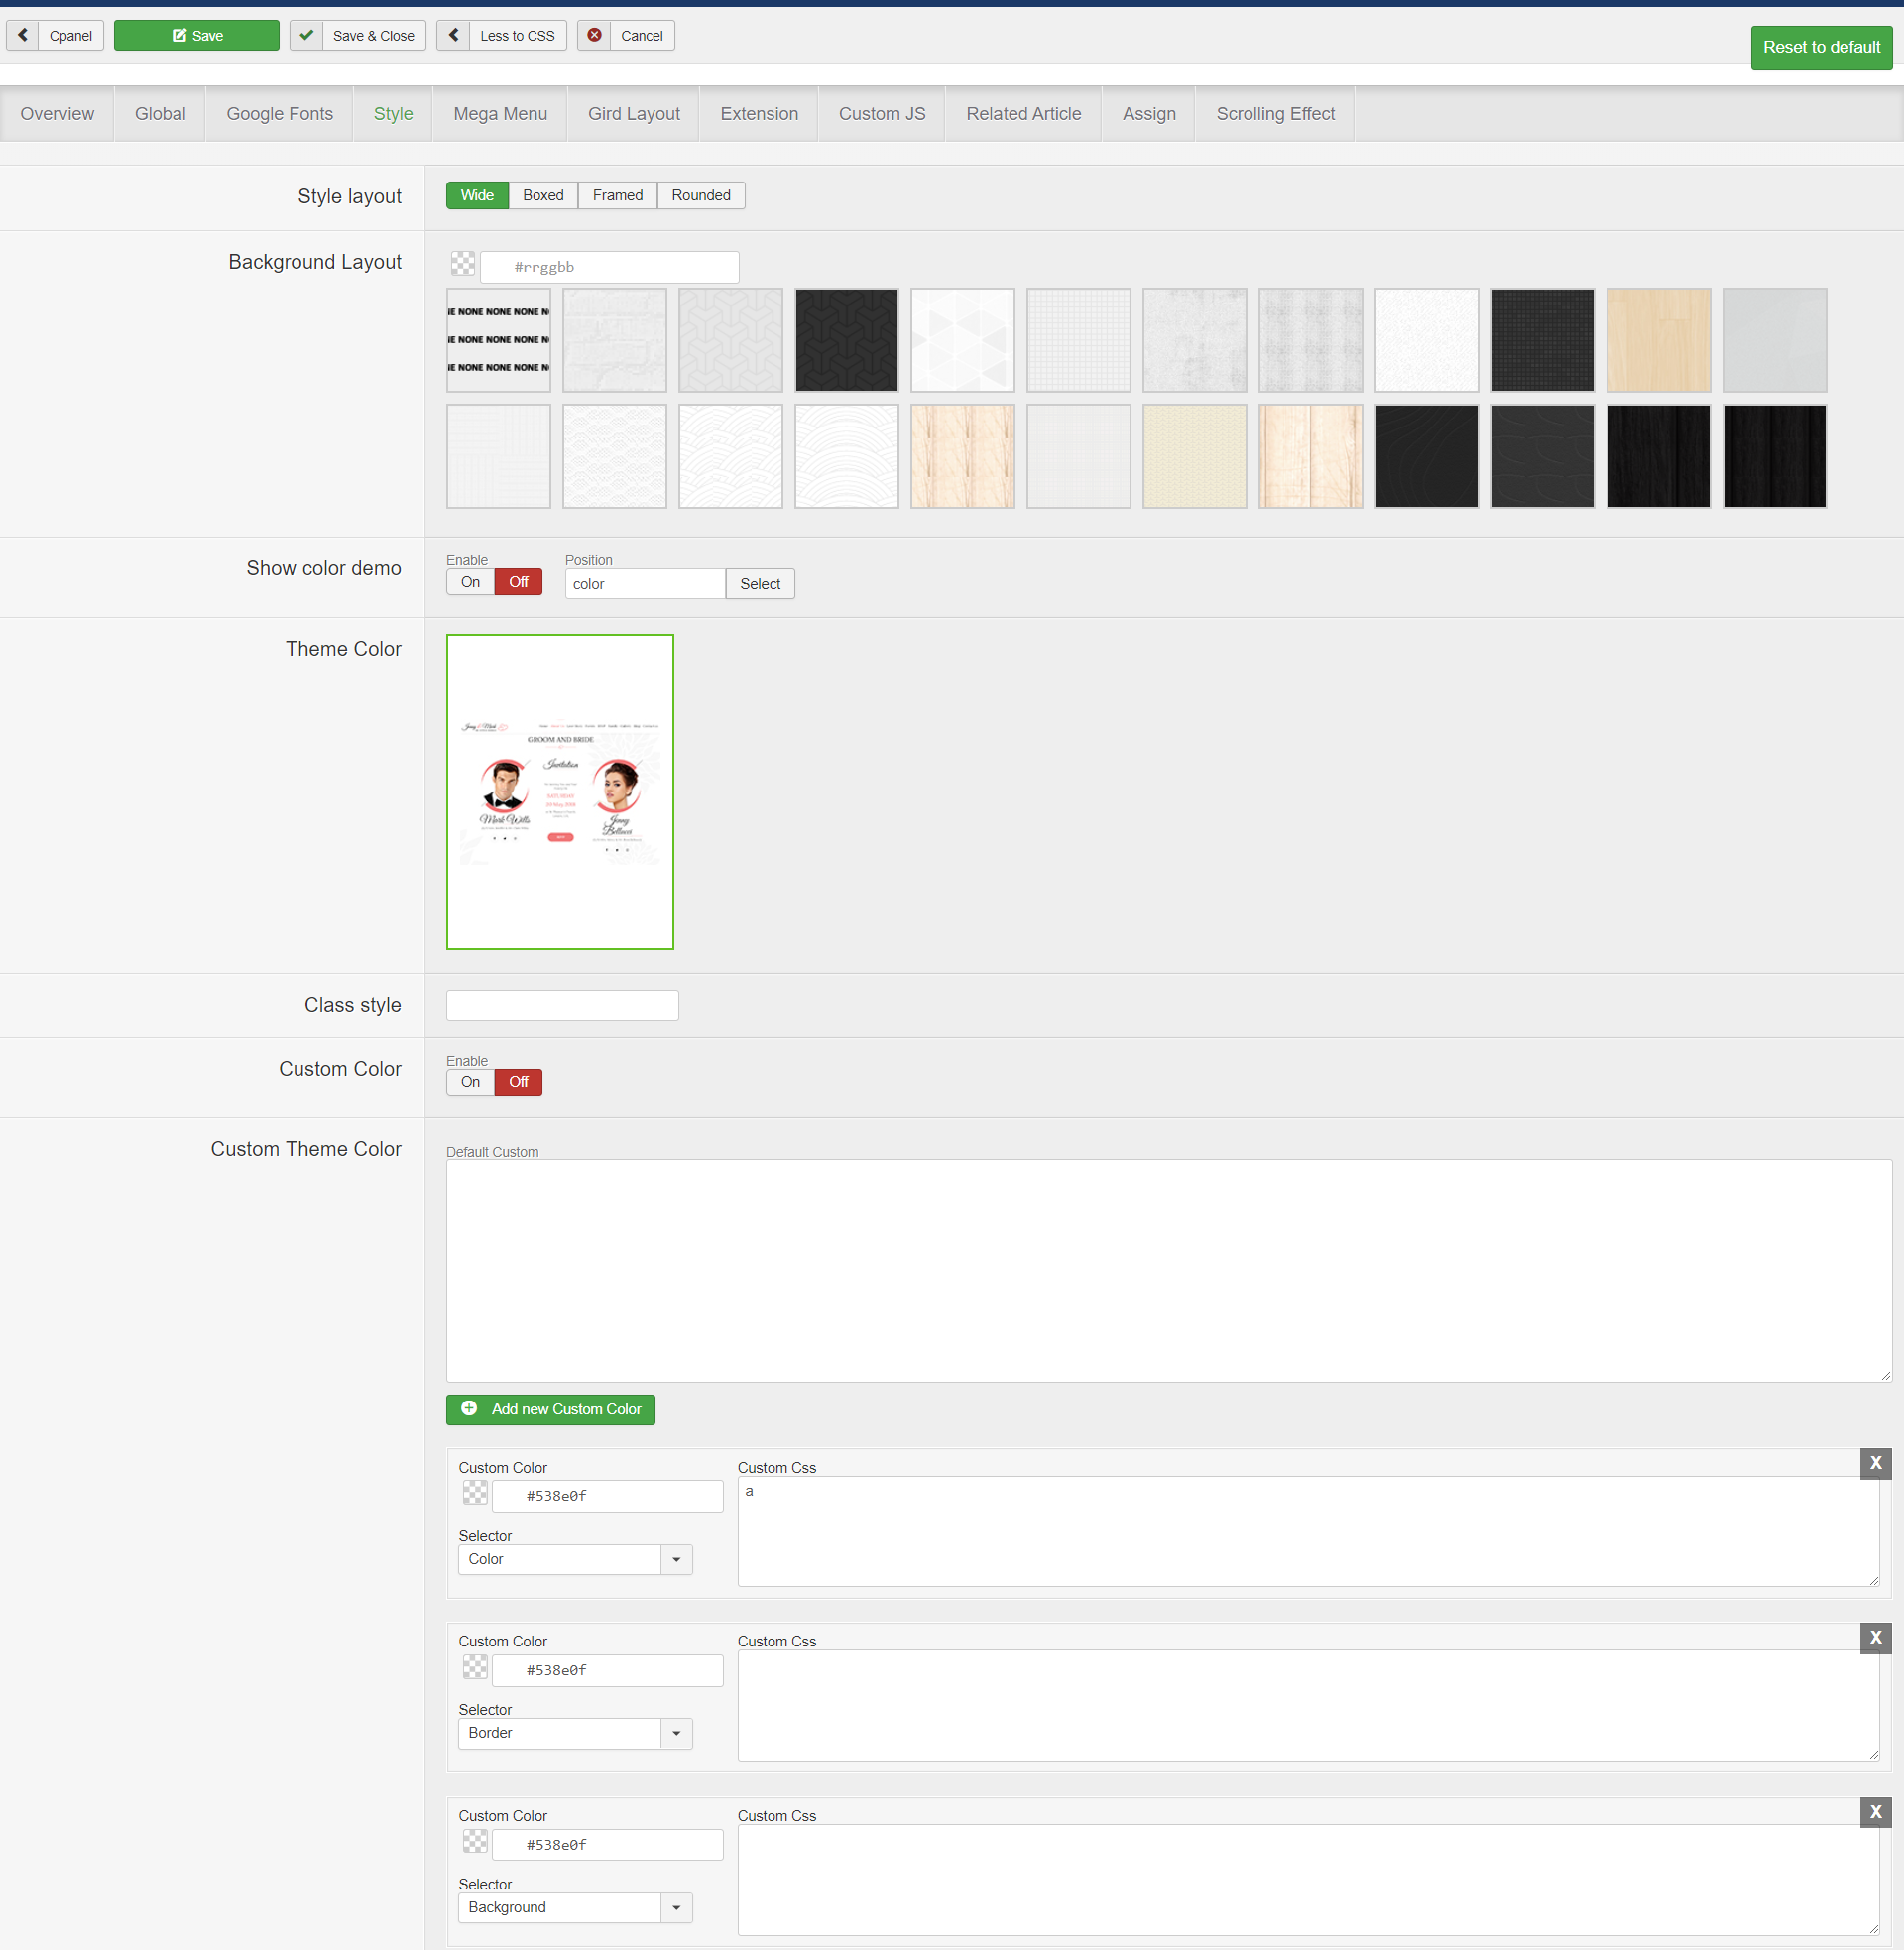 Cpanel Save Save & Close Less to CSS Cancel
Reset to default
Overview Global Google Fonts Style Mega Menu Gird Layout Extension Custom JS Related Article Assign Scrolling Effect
Style layout
Wide Boxed Framed Rounded
Background Layout
#rrggbb
IE NONE NONE NONE N
IE NONE NONE NONE N
IE NONE NONE NONE N
Show color demo
Enable Position
On Off color Select
Theme Color
GROOM AND BRIDE
Invitation
Mark Wills
Jenny
Bellucci
Class style
Custom Color
Enable
On Off
Custom Theme Color
Default Custom
Add new Custom Color
X
Custom Color Custom Css
#538e0f a
Selector
Color
X
Custom Color Custom Css
#538e0f
Selector
Border
X
Custom Color Custom Css
#538e0f
Selector
Background